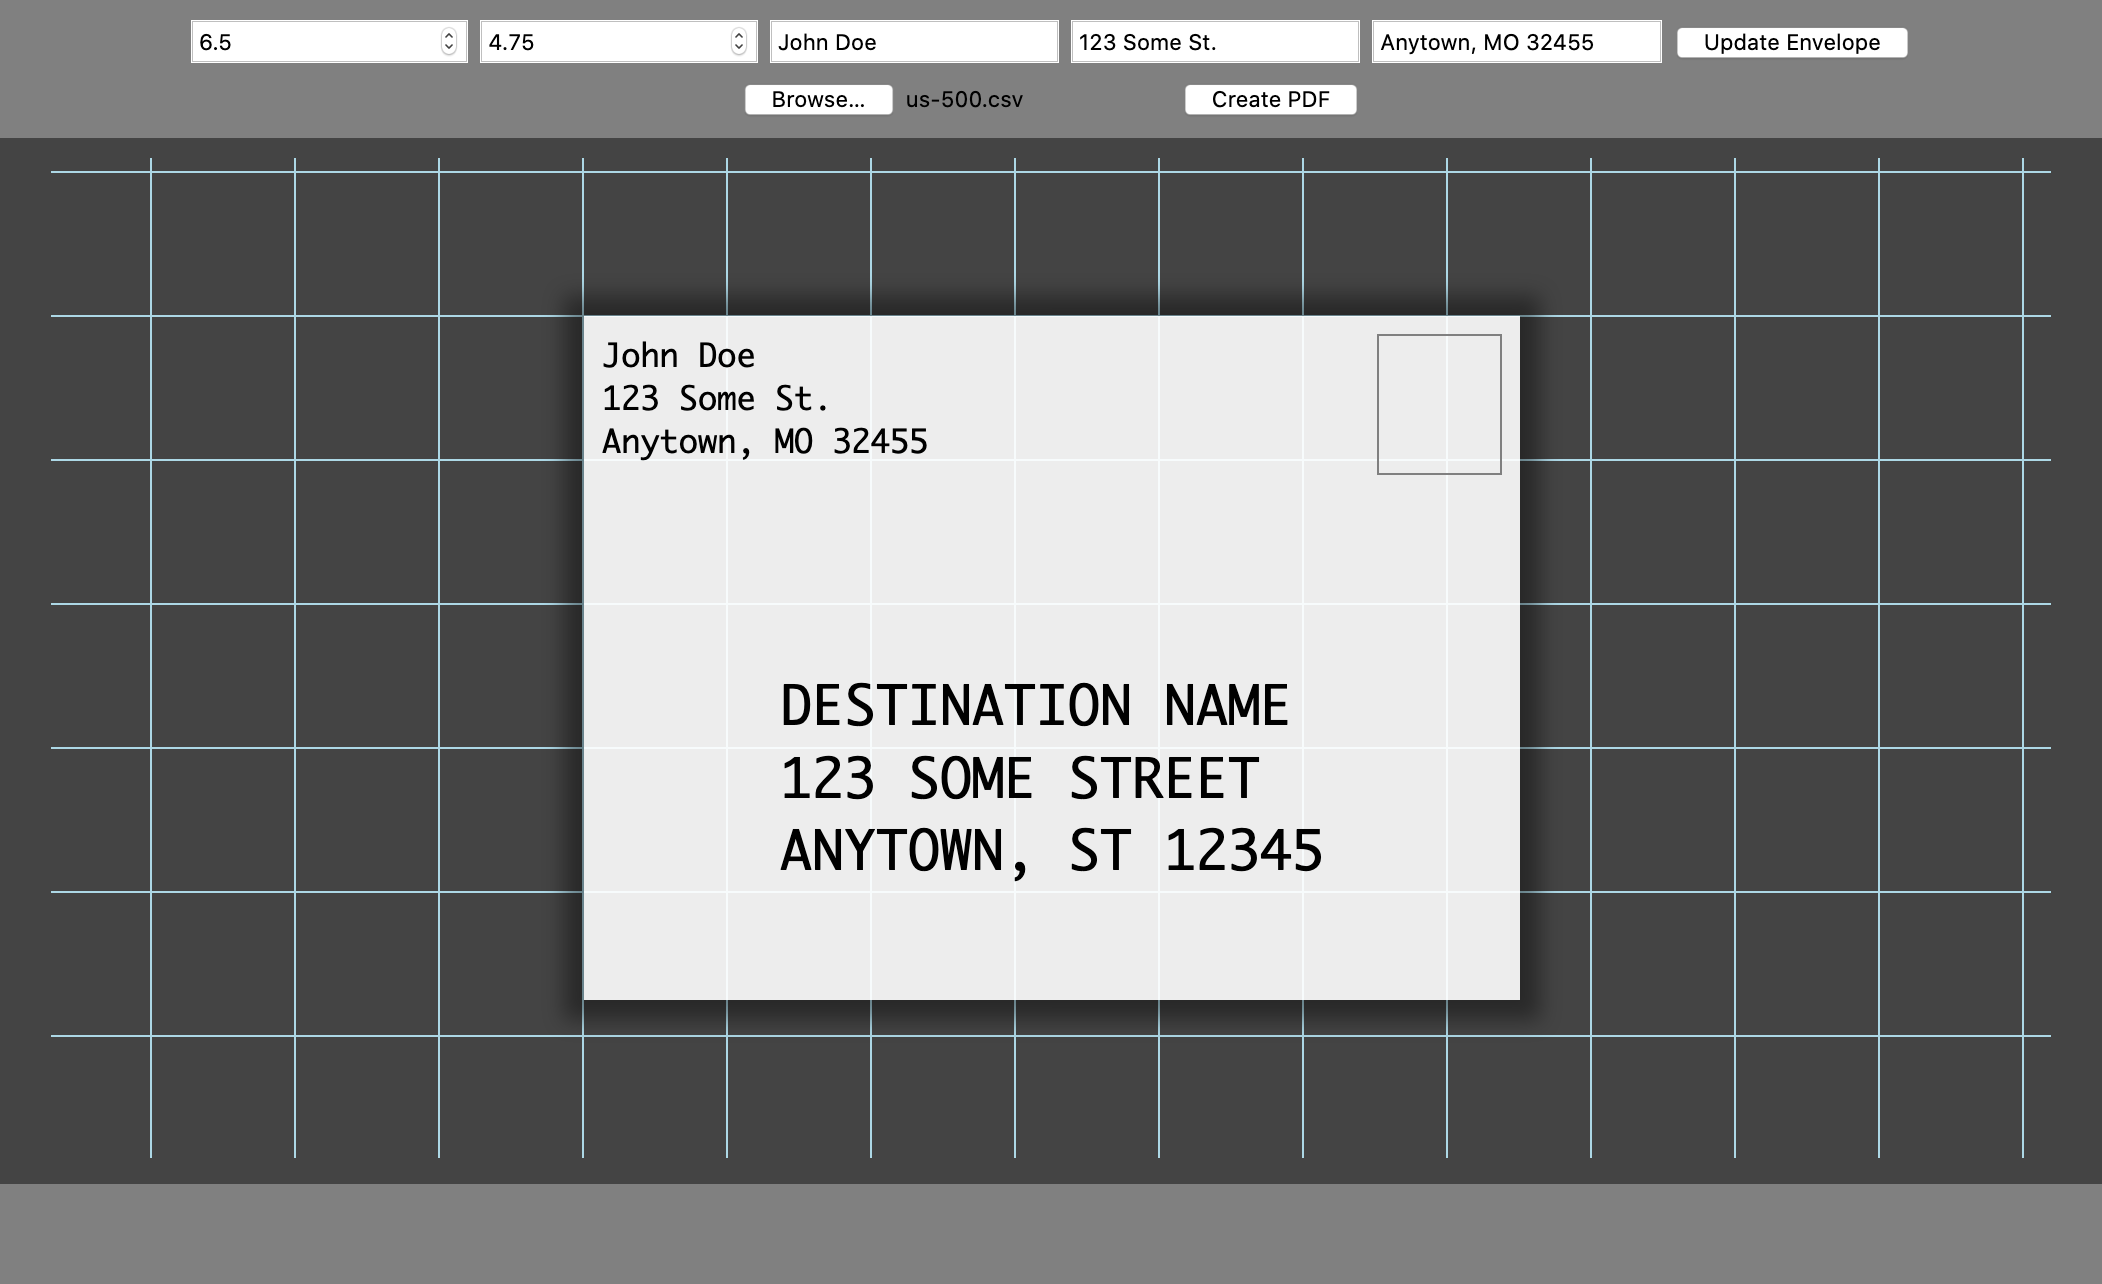 6.5
4.75
John Doe
123 Some St.
Anytown, MO 32455
Update Envelope
Browse...
us-500.csv
Create PDF
John Doe
123 Some St.
Anytown, MO 32455
DESTINATION NAME
123 SOME STREET
ANYTOWN, ST 12345